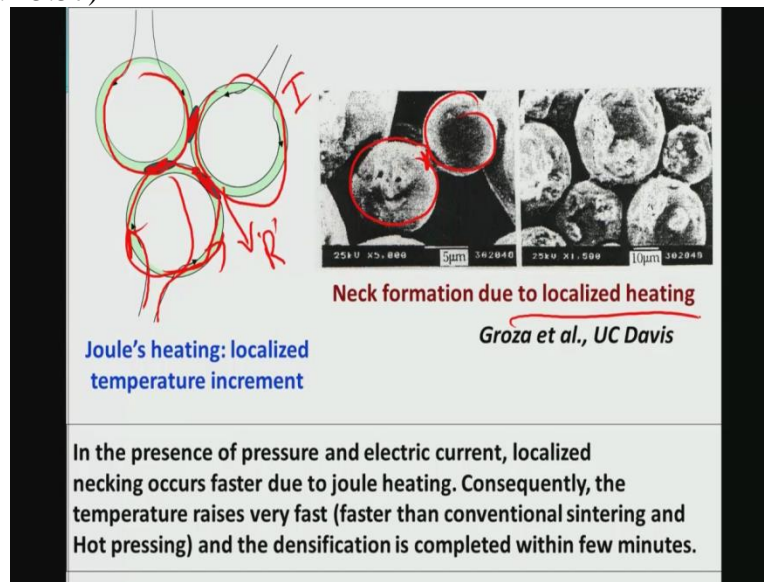 I
'R'
25kU X5,000 5μm 302040
25kU X1,500 10μm 302049
Neck formation due to localized heating
Groza et al., UC Davis
Joule's heating: localized
temperature increment
In the presence of pressure and electric current, localized
necking occurs faster due to joule heating. Consequently, the
temperature raises very fast (faster than conventional sintering and
Hot pressing) and the densification is completed within few minutes.